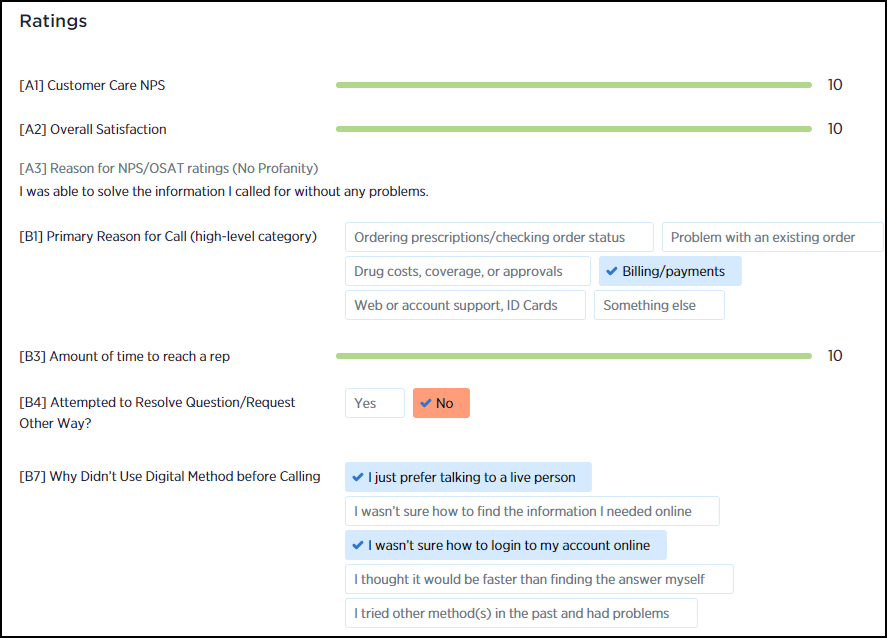 Ratings
[A1] Customer Care NPS 10
[A2] Overall Satisfaction 10
[A3] Reason for NPS/OSAT ratings (No Profanity)
I was able to solve the information I called for without any problems.
[B1] Primary Reason for Call (high-level category) Ordering prescriptions/checking order status Problem with an existing order
Drug costs, coverage, or approvals Billing/payments
Web or account support, ID Cards Something else
[B3] Amount of time to reach a rep 10
[B4] Attempted to Resolve Question/Request Yes No
Other Way?
[B7] Why Didn't Use Digital Method before Calling I just prefer talking to a live person
I wasn't sure how to find the information I needed online
I wasn't sure how to login to my account online
I thought it would be faster than finding the answer myself
I tried other method(s) in the past and had problems